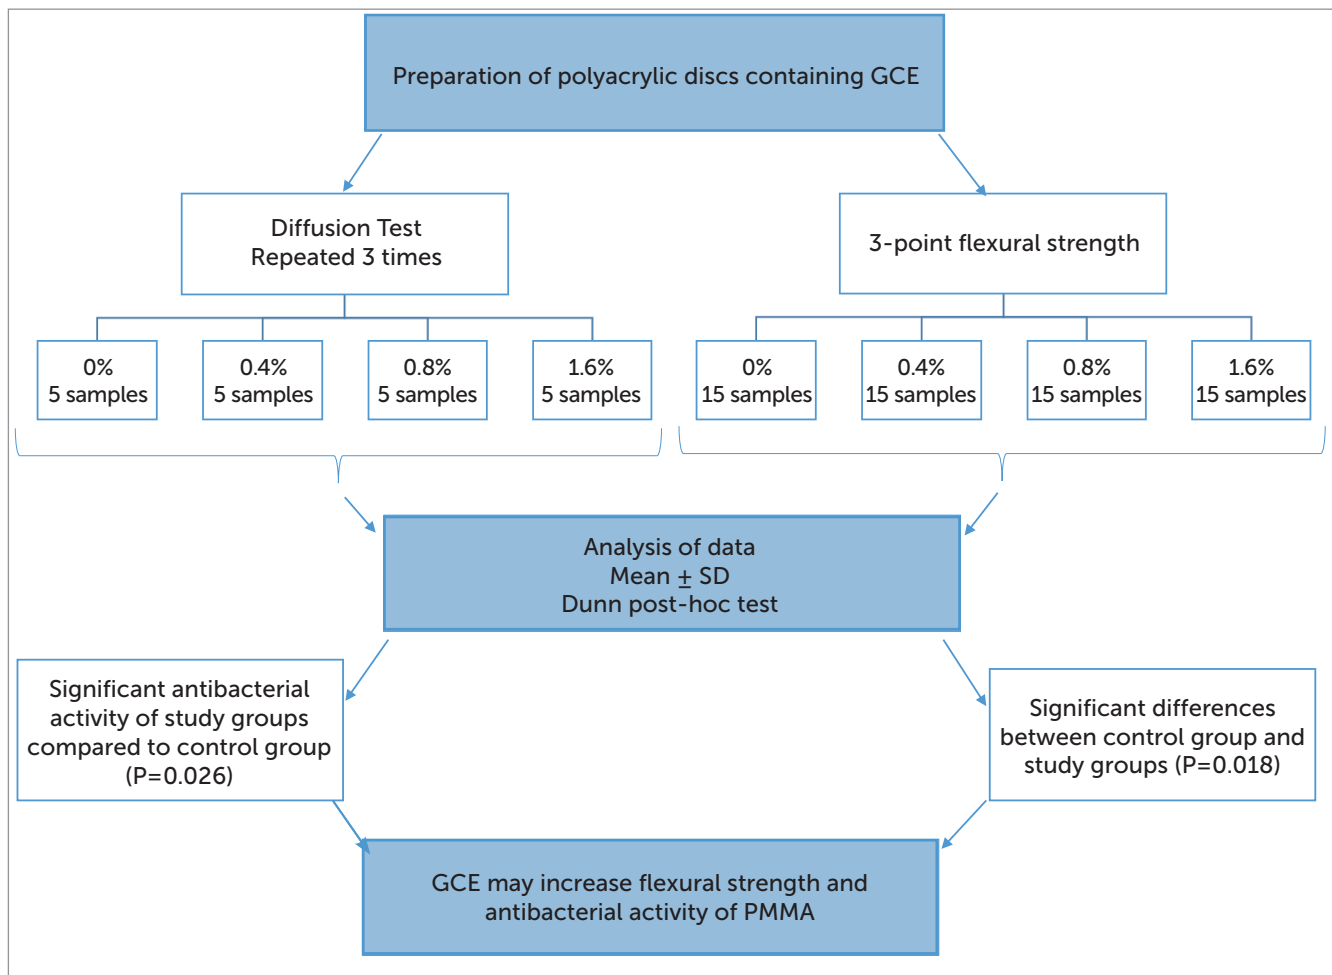 Preparation of polyacrylic discs containing GCE
Diffusion Test
Repeated 3 times
3-point flexural strength
0%
5 samples
0.4%
5 samples
0.8%
5 samples
1.6%
5 samples
0%
15 samples
0.4%
15 samples
0.8%
15 samples
1.6%
15 samples
Analysis of data
Mean ± SD
Dunn post-hoc test
Significant antibacterial
activity of study groups
compared to control group
(P=0.026)
Significant differences
between control group and
study groups (P=0.018)
GCE may increase flexural strength and
antibacterial activity of PMMA